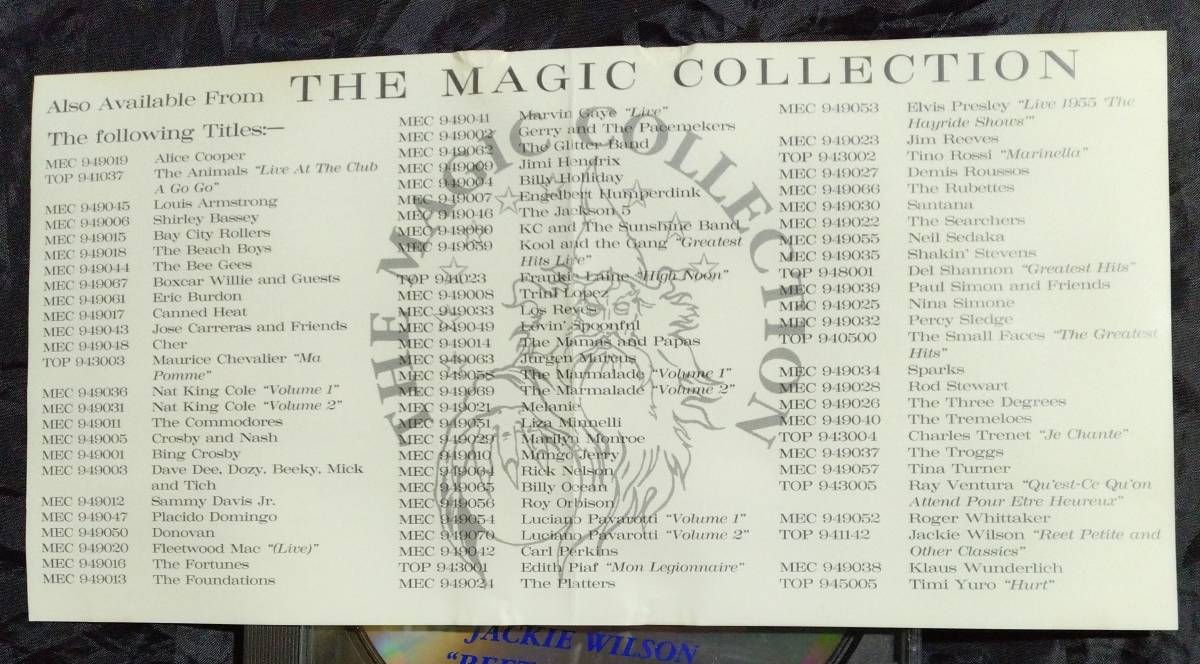 Also Available From THE MAGIC COLLECTION
The following Titles:—
MEC 949019 Alice Cooper
TOP 941037 The Animals “Live At The Club
A Go Go”
MEC 949045 Louis Armstrong
MEC 949006 Shirley Bassey
MEC 949015 Bay City Rollers
MEC 949018 The Beach Boys
MEC 949044 The Bee Gees
MEC 949067 Boxcar Willie and Guests
MEC 949061 Eric Burdon
MEC 949017 Canned Heat
MEC 949043 Jose Carreras and Friends
MEC 949048 Cher
TOP 943003 Maurice Chevalier “Ma
Pomme”
MEC 949036 Nat King Cole “Volume 1”
MEC 949031 Nat King Cole “Volume 2”
MEC 949011 The Commodores
MEC 949005 Crosby and Nash
MEC 949001 Bing Crosby
MEC 949003 Dave Dee, Dozy, Beeky, Mick
and Tich
MEC 949012 Sammy Davis Jr.
MEC 949047 Placido Domingo
MEC 949050 Donovan
MEC 949020 Fleetwood Mac “(Live)”
MEC 949016 The Fortunes
MEC 949013 The Foundations
MEC 949041 Marvin Gaye “Live”
MEC 949002 Gerry and The Pacemekers
MEC 949062 The Glitter Band
MEC 949009 Jimi Hendrix
MEC 949004 Billy Holliday
MEC 949007 Engelbert Humperdink
MEC 949046 The Jackson 5
MEC 949060 KC and The Sunshine Band
MEC 949059 Kool and the Gang “Greatest
Hits Live”
TOP 941023 Frankie Laine “High Noon”
MEC 949008 Trini Lopez
MEC 949033 Los Reyes
MEC 949049 Lovin’ Spoonful
MEC 949014 The Mamas and Papas
MEC 949063 Jurgen Marcus
MEC 949058 The Marmalade “Volume 1”
MEC 949069 The Marmalade “Volume 2”
MEC 949021 Melanie
MEC 949051 Liza Minnelli
MEC 949029 Marilyn Monroe
MEC 949010 Mungo Jerry
MEC 949064 Rick Nelson
MEC 949065 Billy Ocean
MEC 949056 Roy Orbison
MEC 949054 Luciano Pavarotti “Volume 1”
MEC 949070 Luciano Pavarotti “Volume 2”
MEC 949042 Carl Perkins
TOP 943001 Edith Piaf “Mon Legionnaire”
MEC 949024 The Platters
MEC 949053 Elvis Presley “Live 1955 ‘The
Hayride Shows’”
MEC 949023 Jim Reeves
TOP 943002 Tino Rossi “Marinella”
MEC 949027 Demis Roussos
MEC 949066 The Rubettes
MEC 949030 Santana
MEC 949022 The Searchers
MEC 949055 Neil Sedaka
MEC 949035 Shakin’ Stevens
TOP 948001 Del Shannon “Greatest Hits”
MEC 949039 Paul Simon and Friends
MEC 949025 Nina Simone
MEC 949032 Percy Sledge
TOP 940500 The Small Faces “The Greatest
Hits”
MEC 949034 Sparks
MEC 949028 Rod Stewart
MEC 949026 The Three Degrees
MEC 949040 The Tremeloes
TOP 943004 Charles Trenet “Je Chante”
MEC 949037 The Troggs
MEC 949057 Tina Turner
TOP 943005 Ray Ventura “Qu’est-Ce Qu’on
Attend Pour Etre Heureux”
MEC 949052 Roger Whittaker
TOP 941142 Jackie Wilson “Reet Petite and
Other Classics”
MEC 949038 Klaus Wunderlich
TOP 945005 Timi Yuro “Hurt”
THE MAGIC COLLECTION
JACKIE WILSON